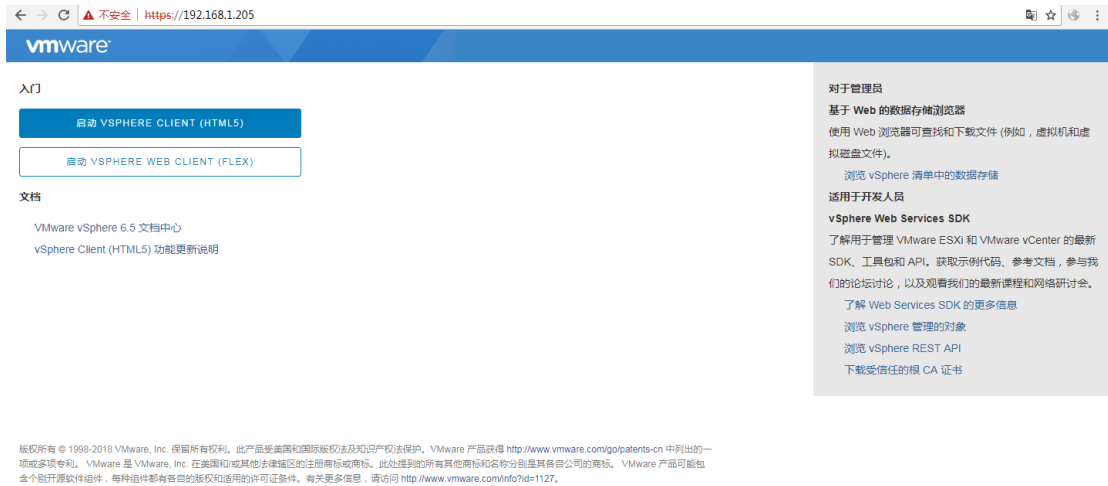 不安全 | https://192.168.1.205
vmware
入门
启动 VSPHERE CLIENT (HTML5)
启动 VSPHERE WEB CLIENT (FLEX)
文档
VMware vSphere 6.5 文档中心
vSphere Client (HTML5) 功能更新说明
对于管理员
基于 Web 的数据存储浏览器
使用 Web 浏览器可查找和下载文件 (例如，虚拟机和虚
拟磁盘文件)。
浏览 vSphere 清单中的数据存储
适用于开发人员
vSphere Web Services SDK
了解用于管理 VMware ESXi 和 VMware vCenter 的最新
SDK、工具包和 API。获取示例代码、参考文档，参与我
们的论坛讨论，以及观看我们的最新课程和网络研讨会。
了解 Web Services SDK 的更多信息
浏览 vSphere 管理的对象
浏览 vSphere REST API
下载受信任的根 CA 证书
版权所有 © 1998-2018 VMware, Inc. 保留所有权利。此产品受美国和国际版权法及知识产权法保护。VMware 产品获得 http://www.vmware.com/go/patents-cn 中列出的一
项或多项专利。 VMware 是 VMware, Inc. 在美国和/或其他法律辖区的注册商标或商标。此处提到的所有其他商标和名称分别是其各自公司的商标。 VMware 产品可能包
含个别开源软件组件，每种组件都有各自的版权和适用的许可证条件。有关更多信息，请访问 http://www.vmware.com/info?id=1127。